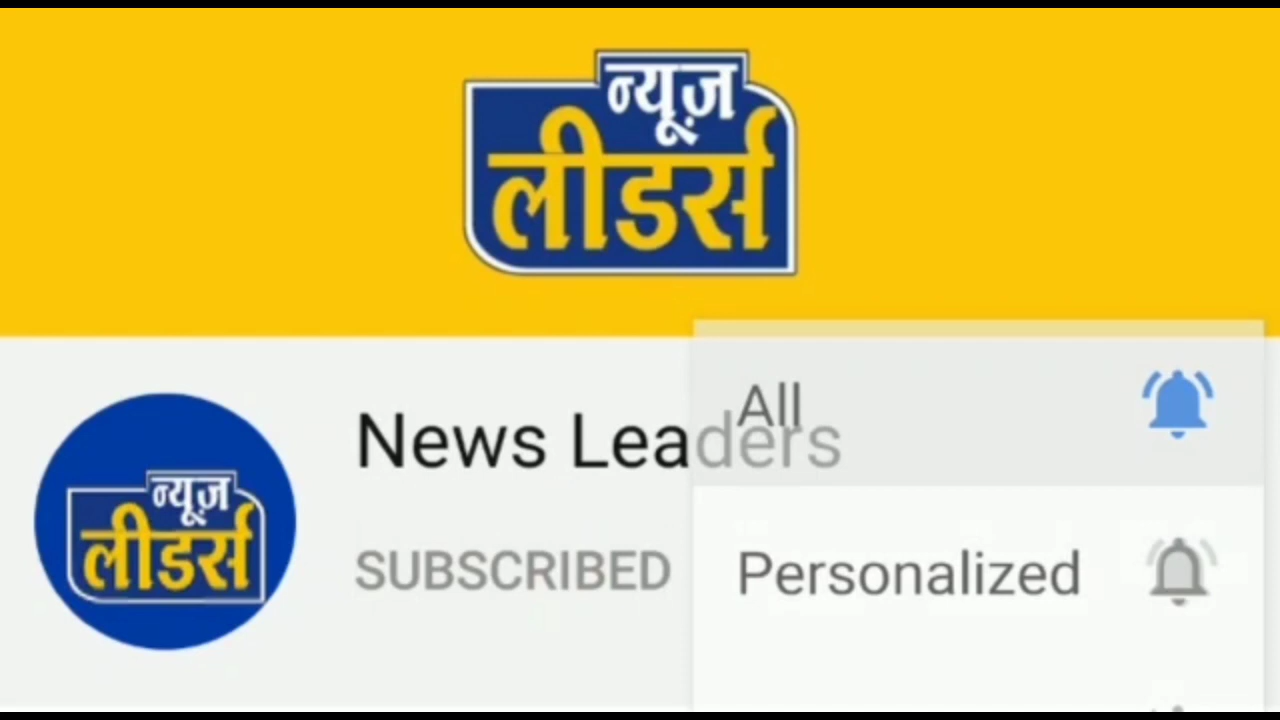 न्यूज़
लीडर्स
News Leaders
All
न्यूज़
लीडर्स
SUBSCRIBED
Personalized